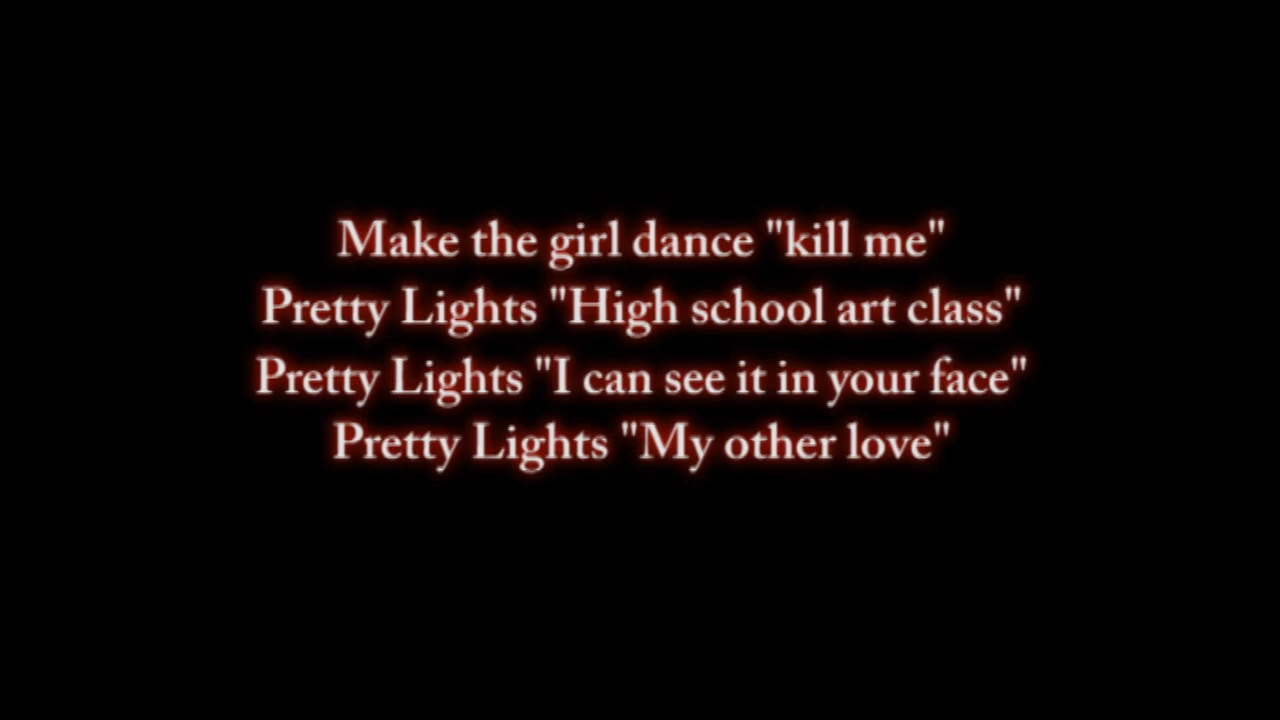 Make the girl dance "kill me"
Pretty Lights "High school art class"
Pretty Lights "I can see it in your face"
Pretty Lights "My other love"